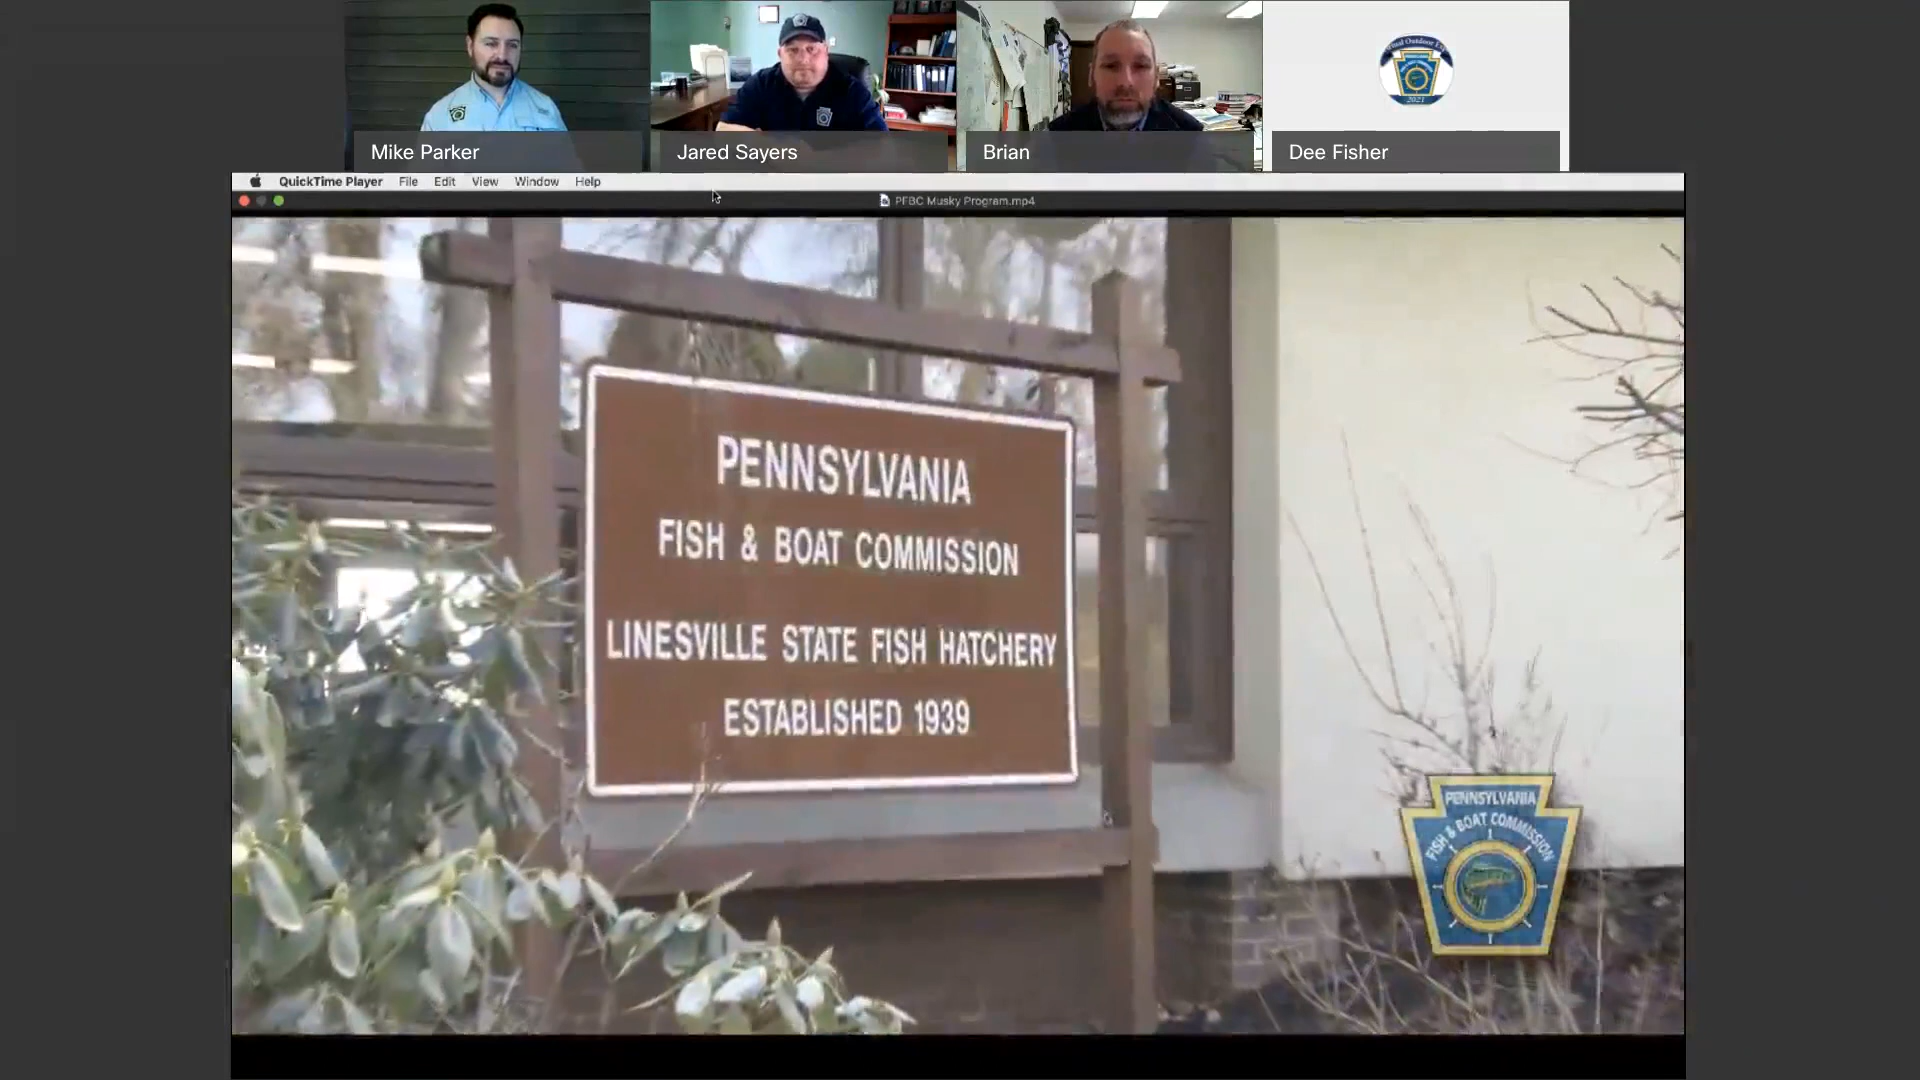 Mike Parker
Jared Sayers
Brian
Dee Fisher
2021
QuickTime Player File Edit View Window Help
PFBC Musky Program.mp4
PENNSYLVANIA
FISH & BOAT COMMISSION
LINESVILLE STATE FISH HATCHERY
ESTABLISHED 1939
PENNSYLVANIA
FISH & BOAT COMMISSION